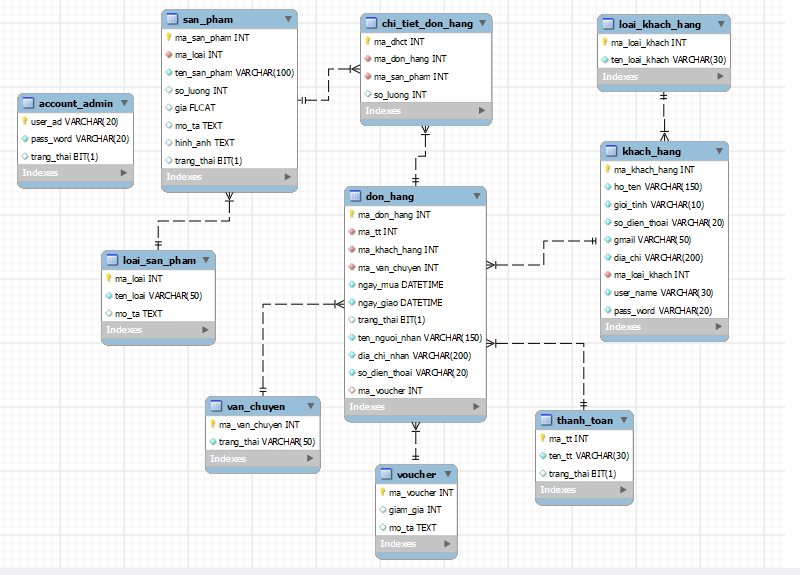 san_pham
ma_san_pham INT
ma_loai INT
ten_san_pham VARCHAR(100)
so_luong INT
gia FLOAT
mo_ta TEXT
hinh_anh TEXT
trang_thai BIT(1)
Indexes
chi_tiet_don_hang
ma_dhct INT
ma_don_hang INT
ma_san_pham INT
so_luong INT
Indexes
loai_khach_hang
ma_loai_khach INT
ten_loai_khach VARCHAR(30)
Indexes
account_admin
user_ad VARCHAR(20)
pass_word VARCHAR(20)
trang_thai BIT(1)
Indexes
khach_hang
ma_khach_hang INT
ho_ten VARCHAR(150)
gioi_tinh VARCHAR(10)
so_dien_thoai VARCHAR(20)
gmail VARCHAR(50)
dia_chi VARCHAR(200)
ma_loai_khach INT
user_name VARCHAR(30)
pass_word VARCHAR(20)
Indexes
don_hang
ma_don_hang INT
ma_tt INT
ma_khach_hang INT
ma_van_chuyen INT
ngay_mua DATETIME
ngay_giao DATETIME
trang_thai BIT(1)
ten_nguoi_nhan VARCHAR(150)
dia_chi_nhan VARCHAR(200)
so_dien_thoai VARCHAR(20)
ma_voucher INT
Indexes
loai_san_pham
ma_loai INT
ten_loai VARCHAR(50)
mo_ta TEXT
Indexes
van_chuyen
ma_van_chuyen INT
trang_thai VARCHAR(50)
Indexes
thanh_toan
ma_tt INT
ten_tt VARCHAR(30)
trang_thai BIT(1)
Indexes
voucher
ma_voucher INT
giam_gia INT
mo_ta TEXT
Indexes